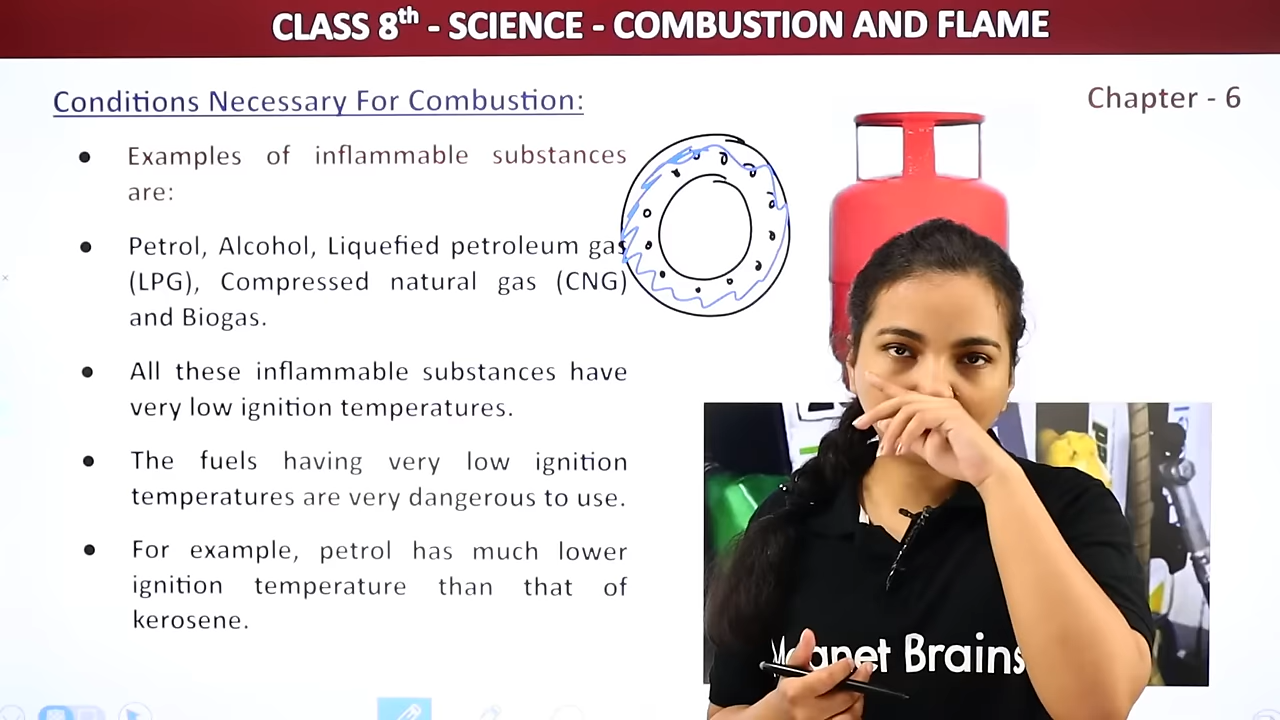 CLASS 8th - SCIENCE - COMBUSTION AND FLAME
Conditions Necessary For Combustion:
Chapter - 6
● Examples of inflammable substances
are:
● Petrol, Alcohol, Liquefied petroleum gas
(LPG), Compressed natural gas (CNG)
and Biogas.
● All these inflammable substances have
very low ignition temperatures.
● The fuels having very low ignition
temperatures are very dangerous to use.
● For example, petrol has much lower
ignition temperature than that of
kerosene.
Magnet Brains